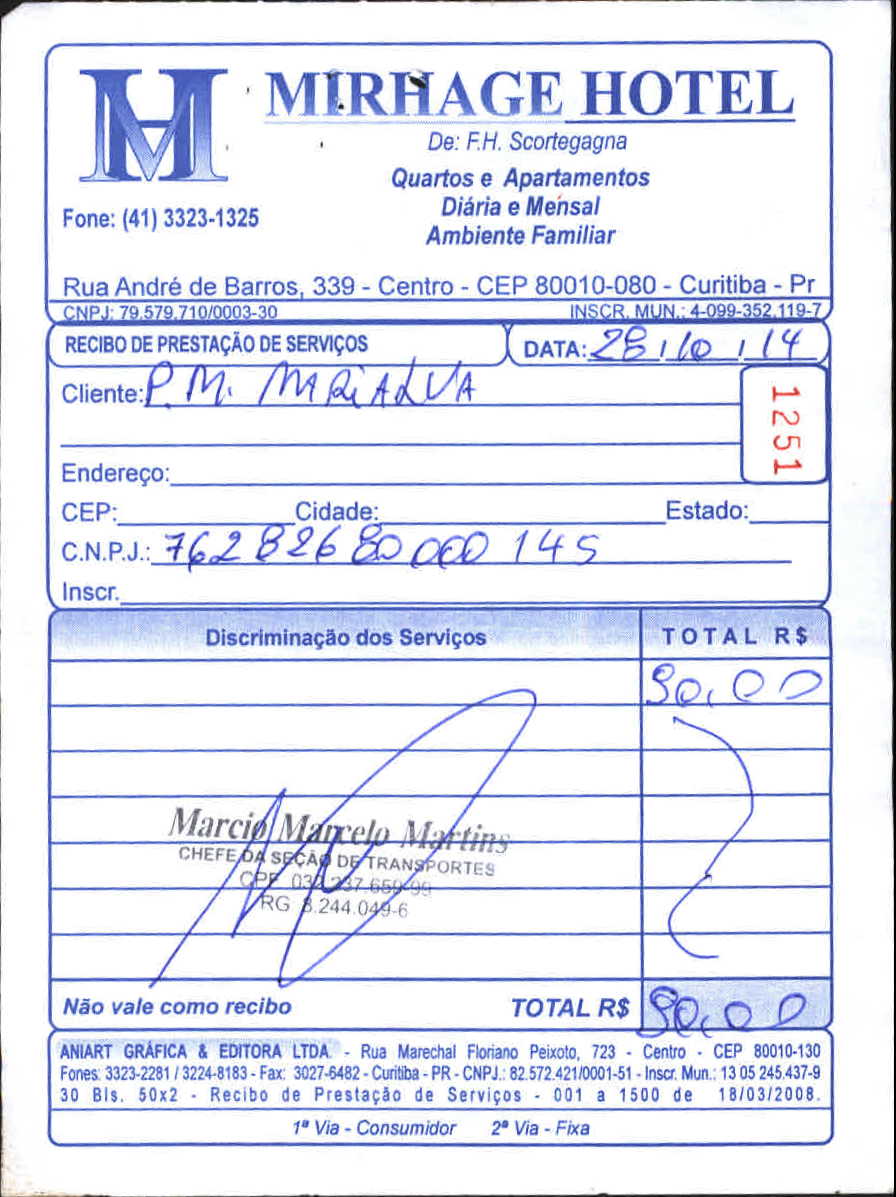 MIRHAGE HOTEL
De: F.H. Scortegagna
Quartos e Apartamentos
Diária e Mensal
Ambiente Familiar
Fone: (41) 3323-1325
Rua André de Barros, 339 - Centro - CEP 80010-080 - Curitiba - Pr
CNPJ: 79.579.710/0003-30 INSCR. MUN.: 4-099-352.119-7
RECIBO DE PRESTAÇÃO DE SERVIÇOS DATA: 28/10/14
Cliente: P.M. MARIALVA
1251
Endereço:
CEP: Cidade: Estado:
C.N.P.J.: 76282680000145
Inscr.
Discriminação dos Serviços TOTAL R$
90,00
Marcio Marcelo Martins
CHEFE DA SEÇÃO DE TRANSPORTES
CPF 032.237.659-99
RG 8.244.049-6
Não vale como recibo TOTAL R$ 90,00
ANIART GRÁFICA & EDITORA LTDA. - Rua Marechal Floriano Peixoto, 723 - Centro - CEP 80010-130
Fones: 3323-2281 / 3224-8183 - Fax: 3027-6482 - Curitiba - PR - CNPJ.: 82.572.421/0001-51 - Inscr. Mun.: 13 05 245.437-9
30 Bls. 50x2 - Recibo de Prestação de Serviços - 001 a 1500 de 18/03/2008.
1ª Via - Consumidor 2ª Via - Fixa